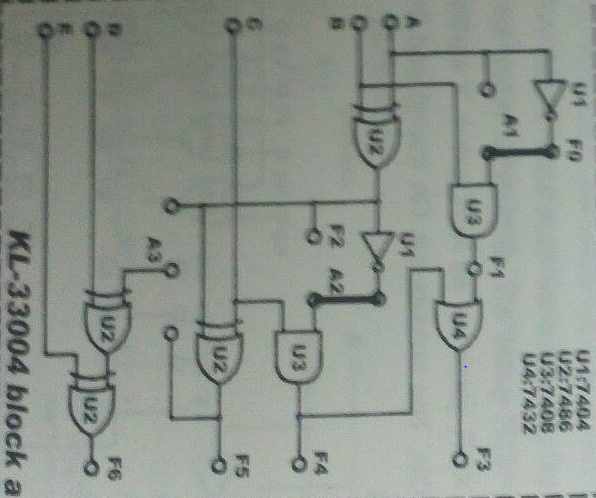 A
B
C
D
E
U1
A1
F0
U2
U3
F1
U1
F2
A2
U4
A3
U2
U2
U2
U3
F3
F4
F5
F6
U1:7404
U2:7486
U3:7408
U4:7432
KL-33004 block a